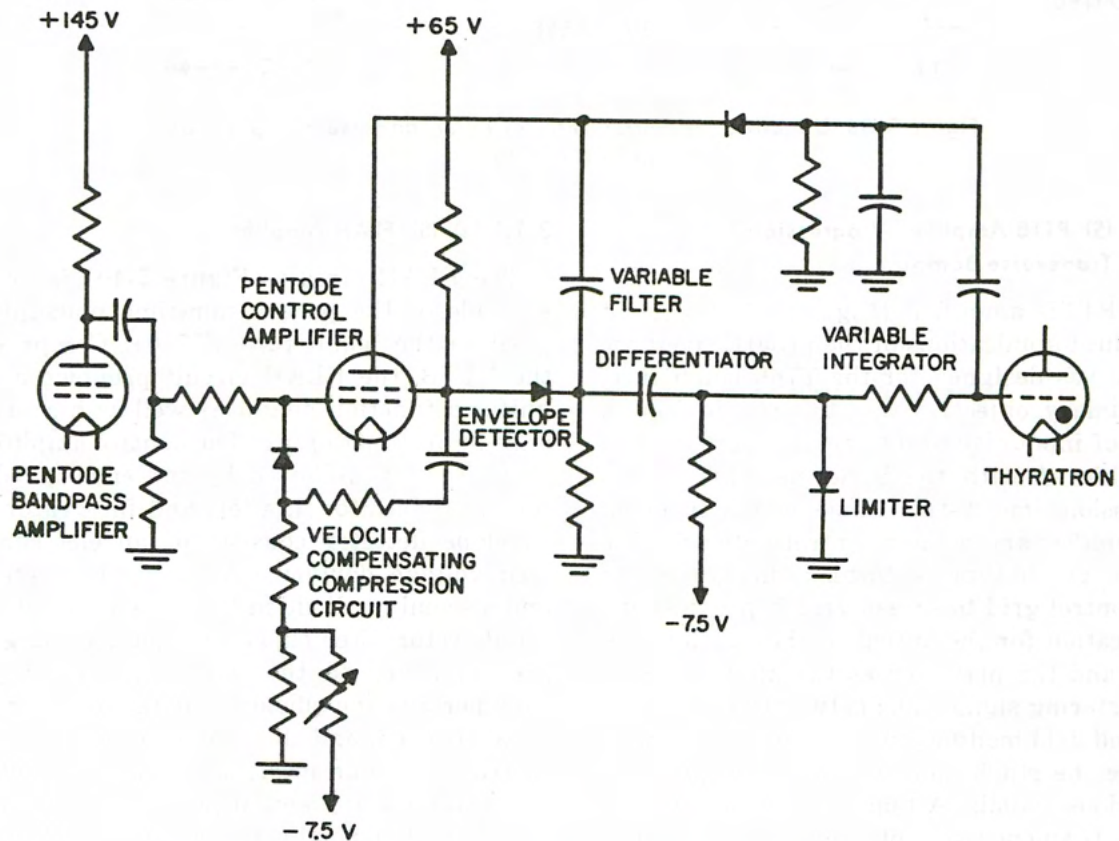 +145 V
+65 V
PENTODE
CONTROL
AMPLIFIER
VARIABLE
FILTER
VARIABLE
INTEGRATOR
DIFFERENTIATOR
ENVELOPE
DETECTOR
PENTODE
BANDPASS
AMPLIFIER
THYRATRON
LIMITER
VELOCITY
COMPENSATING
COMPRESSION
CIRCUIT
-7.5 V
-7.5 V